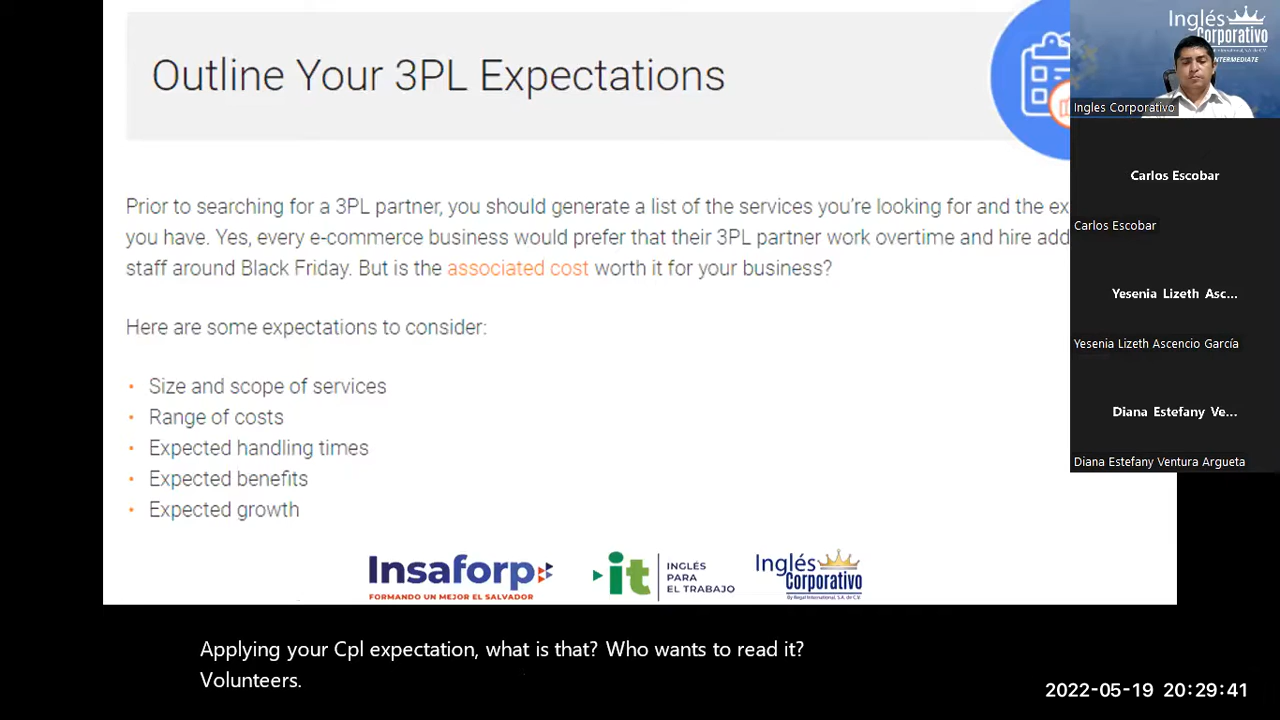 Outline Your 3PL Expectations
Prior to searching for a 3PL partner, you should generate a list of the services you're looking for and the ex
you have. Yes, every e-commerce business would prefer that their 3PL partner work overtime and hire add
staff around Black Friday. But is the associated cost worth it for your business?
Here are some expectations to consider:
• Size and scope of services
• Range of costs
• Expected handling times
• Expected benefits
• Expected growth
Insaforp
FORMANDO UN MEJOR EL SALVADOR
it
INGLÉS
PARA
EL TRABAJO
Inglés
Corporativo
By Regal International, S.A. de C.V.
Inglés
Corporativo
INTERMEDIATE
Ingles Corporativo
Carlos Escobar
Carlos Escobar
Yesenia Lizeth Asc...
Yesenia Lizeth Ascencio García
Diana Estefany Ve...
Diana Estefany Ventura Argueta
Applying your Cpl expectation, what is that? Who wants to read it?
Volunteers.
2022-05-19 20:29:41